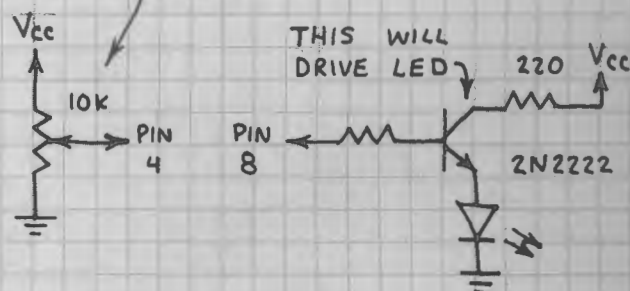 Vcc
10K
PIN
4
THIS WILL
DRIVE LED
PIN
8
220
Vcc
2N2222